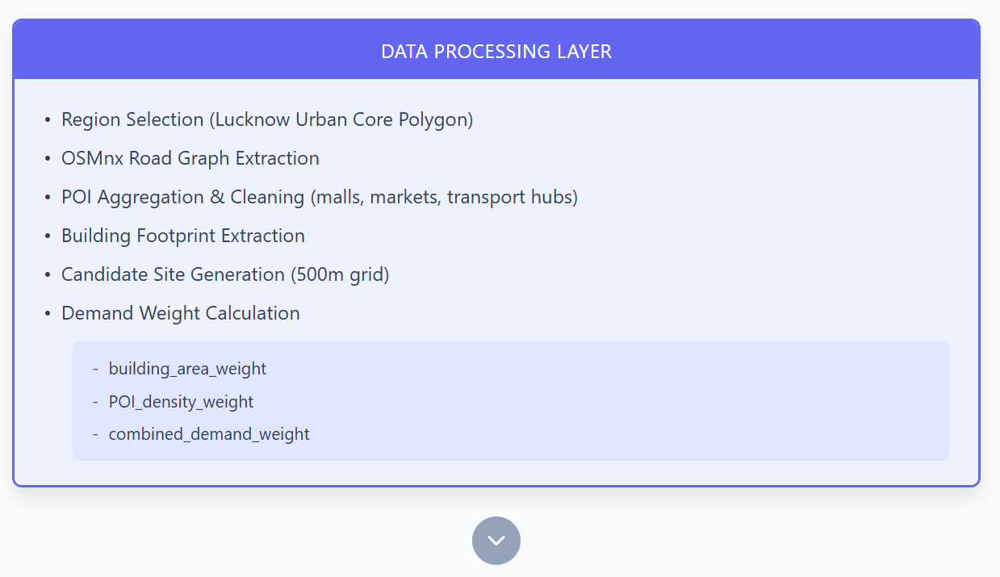 DATA PROCESSING LAYER
• Region Selection (Lucknow Urban Core Polygon)
• OSMnx Road Graph Extraction
• POI Aggregation & Cleaning (malls, markets, transport hubs)
• Building Footprint Extraction
• Candidate Site Generation (500m grid)
• Demand Weight Calculation
- building_area_weight
- POI_density_weight
- combined_demand_weight